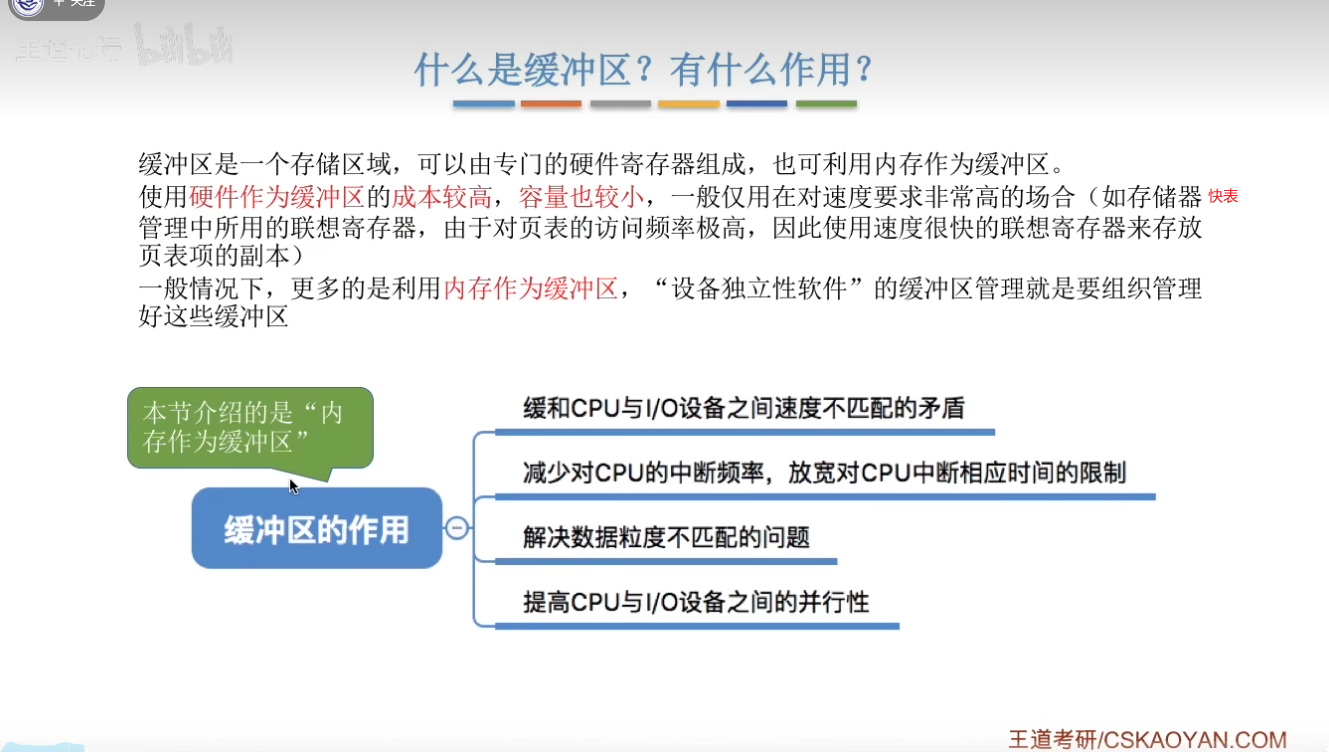 + 关注
王道论坛 bilibili
什么是缓冲区？有什么作用？
缓冲区是一个存储区域，可以由专门的硬件寄存器组成，也可利用内存作为缓冲区。
使用硬件作为缓冲区的成本较高，容量也较小，一般仅用在对速度要求非常高的场合（如存储器 快表
管理中所用的联想寄存器，由于对页表的访问频率极高，因此使用速度很快的联想寄存器来存放
页表项的副本）
一般情况下，更多的是利用内存作为缓冲区，“设备独立性软件”的缓冲区管理就是要组织管理
好这些缓冲区
本节介绍的是“内
存作为缓冲区”
缓冲区的作用
缓和CPU与I/O设备之间速度不匹配的矛盾
减少对CPU的中断频率，放宽对CPU中断相应时间的限制
解决数据粒度不匹配的问题
提高CPU与I/O设备之间的并行性
王道考研/CSKAOYAN.COM